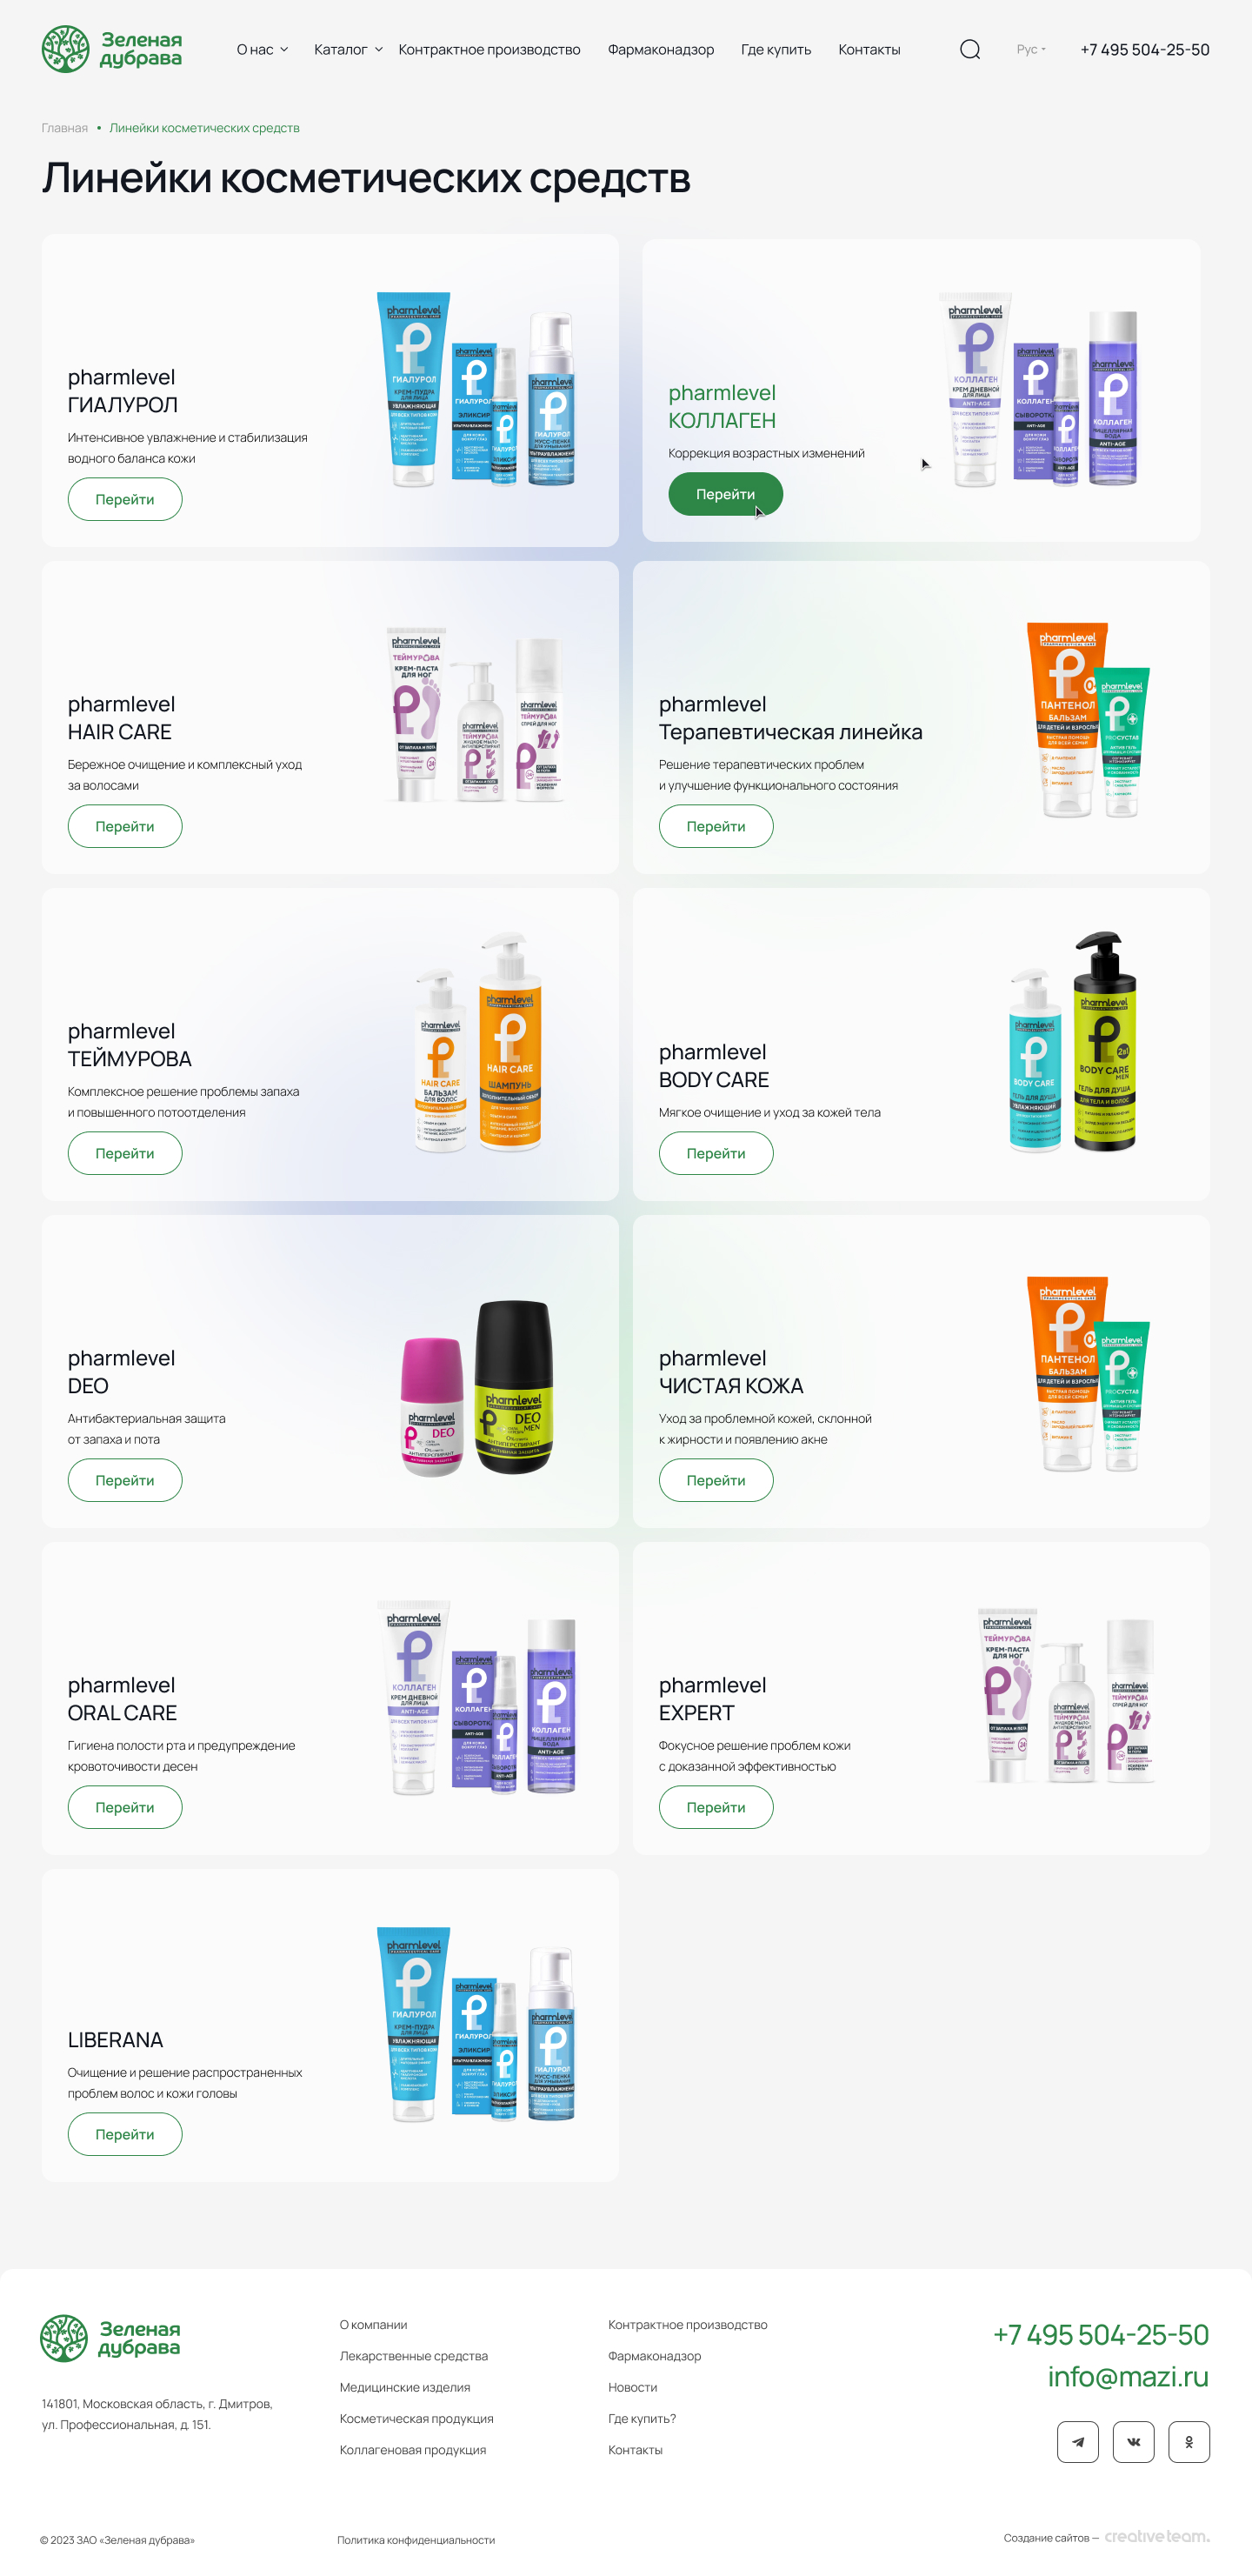 Зеленая
дубрава
О нас
Каталог
Контрактное производство
Фармаконадзор
Где купить
Контакты
Рус
+7 495 504-25-50
Главная • Линейки косметических средств
Линейки косметических средств
pharmlevel
ГИАЛУРОЛ
Интенсивное увлажнение и стабилизация
водного баланса кожи
Перейти
pharmlevel
КОЛЛАГЕН
Коррекция возрастных изменений
Перейти
pharmlevel
HAIR CARE
Бережное очищение и комплексный уход
за волосами
Перейти
pharmlevel
Терапевтическая линейка
Решение терапевтических проблем
и улучшение функционального состояния
Перейти
pharmlevel
ТЕЙМУРОВА
Комплексное решение проблемы запаха
и повышенного потоотделения
Перейти
pharmlevel
BODY CARE
Мягкое очищение и уход за кожей тела
Перейти
pharmlevel
DEO
Антибактериальная защита
от запаха и пота
Перейти
pharmlevel
ЧИСТАЯ КОЖА
Уход за проблемной кожей, склонной
к жирности и появлению акне
Перейти
pharmlevel
ORAL CARE
Гигиена полости рта и предупреждение
кровоточивости десен
Перейти
pharmlevel
EXPERT
Фокусное решение проблем кожи
с доказанной эффективностью
Перейти
LIBERANA
Очищение и решение распространенных
проблем волос и кожи головы
Перейти
Зеленая
дубрава
141801, Московская область, г. Дмитров,
ул. Профессиональная, д. 151.
О компании
Лекарственные средства
Медицинские изделия
Косметическая продукция
Коллагеновая продукция
Контрактное производство
Фармаконадзор
Новости
Где купить?
Контакты
+7 495 504-25-50
info@mazi.ru
© 2023 ЗАО «Зеленая дубрава»
Политика конфиденциальности
Создание сайтов — creative team.